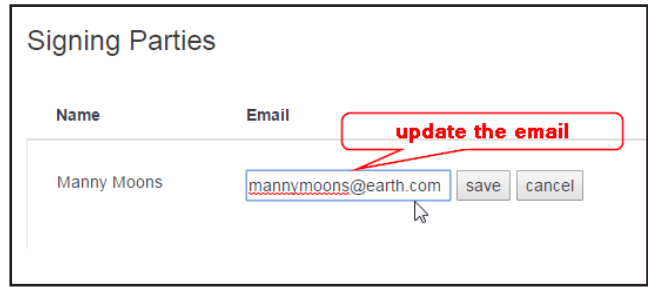 Signing Parties
Name Email
update the email
Manny Moons mannymoons@earth.com save cancel